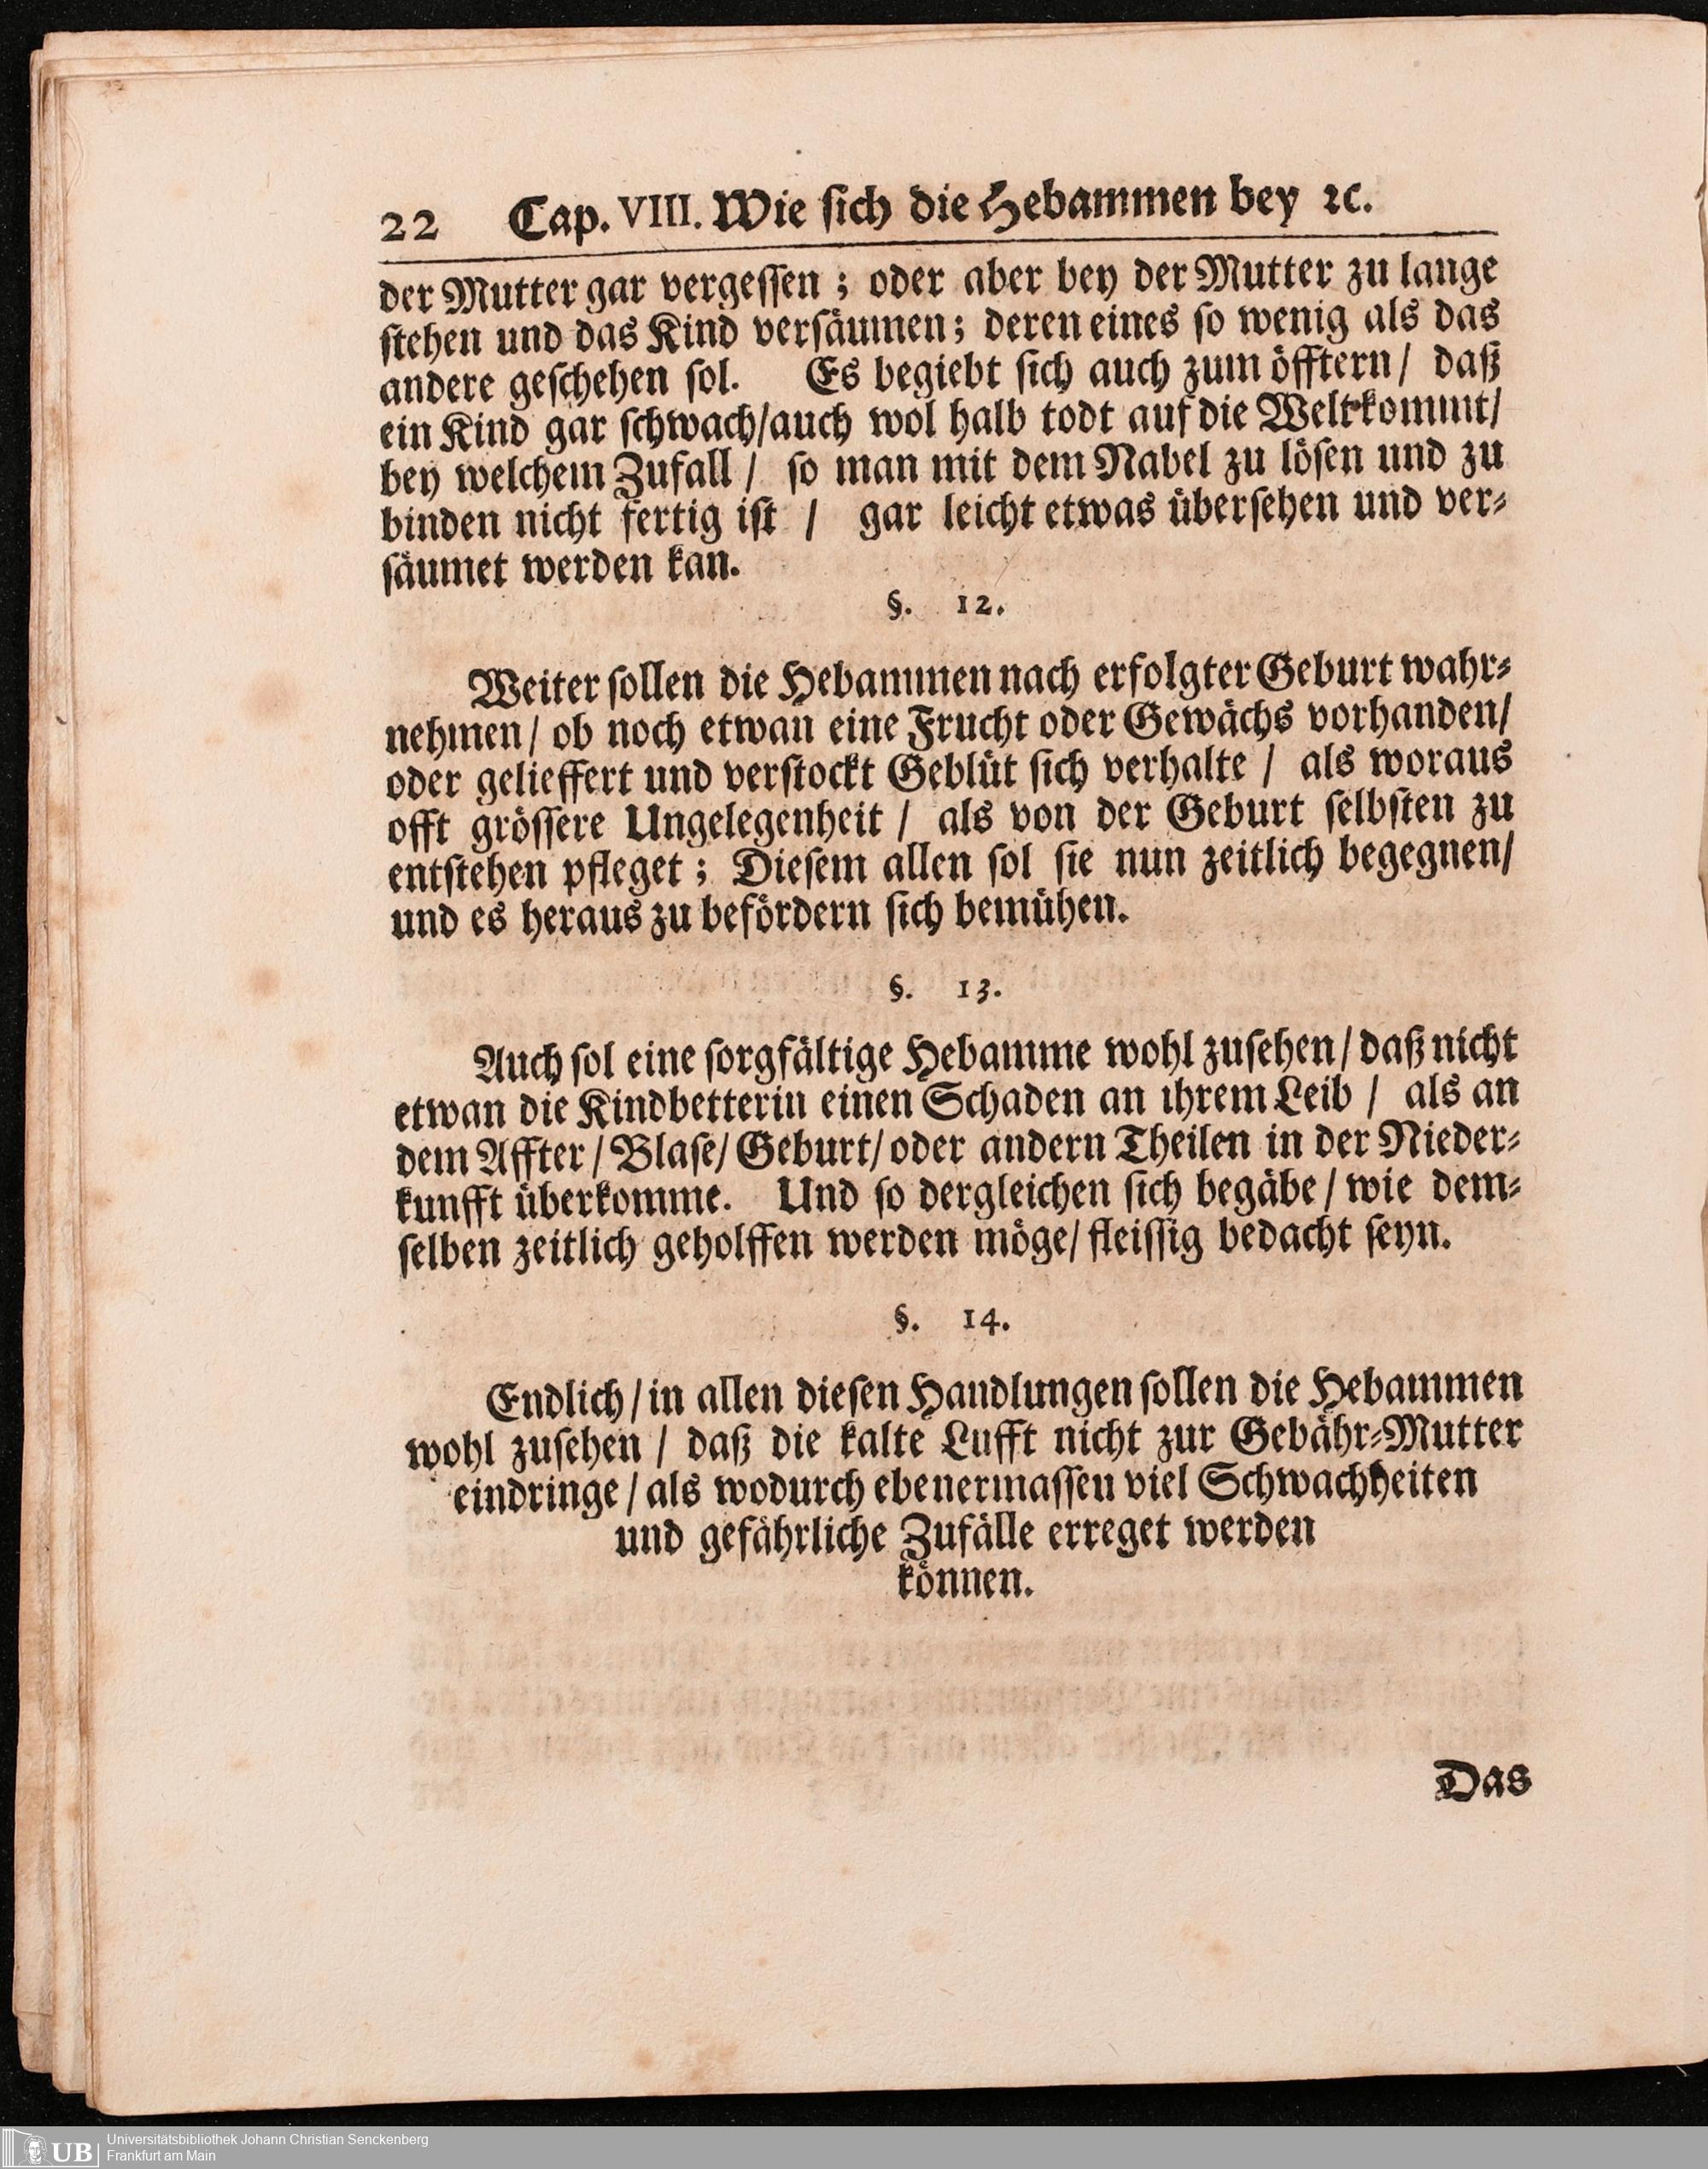 22 Cap. VIII. Wie sich die Hebammen bey ꝛc.
der Mutter gar vergessen; oder aber bey der Mutter zu lange
stehen und das Kind versäumen; deren eines so wenig als das
andere geschehen sol. Es begiebt sich auch zum öfftern/ daß
ein Kind gar schwach/auch wol halb todt auf die Welt kommt/
bey welchem Zufall / so man mit dem Nabel zu lösen und zu
binden nicht fertig ist / gar leicht etwas übersehen und ver-
säumet werden kan.
§. 12.
Weiter sollen die Hebammen nach erfolgter Geburt wahr-
nehmen/ ob noch etwan eine Frucht oder Gewächs vorhanden/
oder gelieffert und verstockt Geblüt sich verhalte / als woraus
offt grössere Ungelegenheit / als von der Geburt selbsten zu
entstehen pfleget; Diesem allen sol sie nun zeitlich begegnen/
und es heraus zu befördern sich bemühen.
§. 13.
Auch sol eine sorgfältige Hebamme wohl zusehen/ daß nicht
etwan die Kindbetterin einen Schaden an ihrem Leib / als an
dem Affter / Blase/ Geburt/ oder andern Theilen in der Nieder-
kunfft überkomme. Und so dergleichen sich begäbe / wie dem-
selben zeitlich geholffen werden möge/ fleissig bedacht seyn.
§. 14.
Endlich / in allen diesen Handlungen sollen die Hebammen
wohl zusehen / daß die kalte Lufft nicht zur Gebähr-Mutter
eindringe / als wodurch ebenermassen viel Schwachheiten
und gefährliche Zufälle erreget werden
können.
Das
UB Universitätsbibliothek Johann Christian Senckenberg
Frankfurt am Main